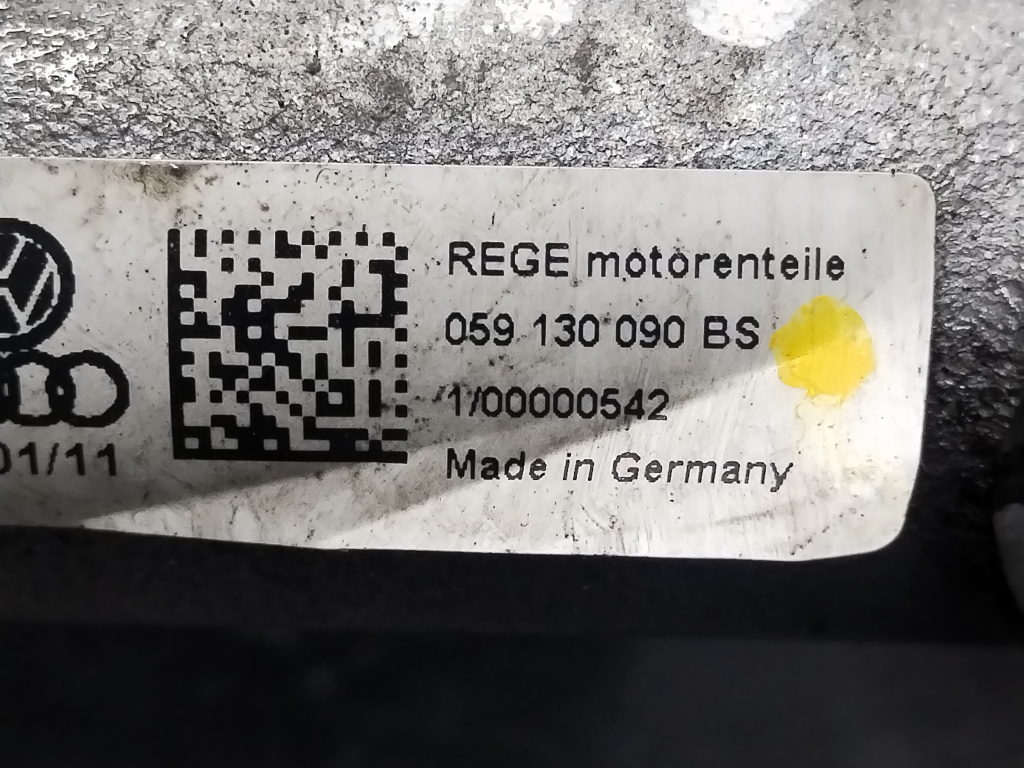 REGE motorenteile
059 130 090 BS
1/00000542
01/11
Made in Germany